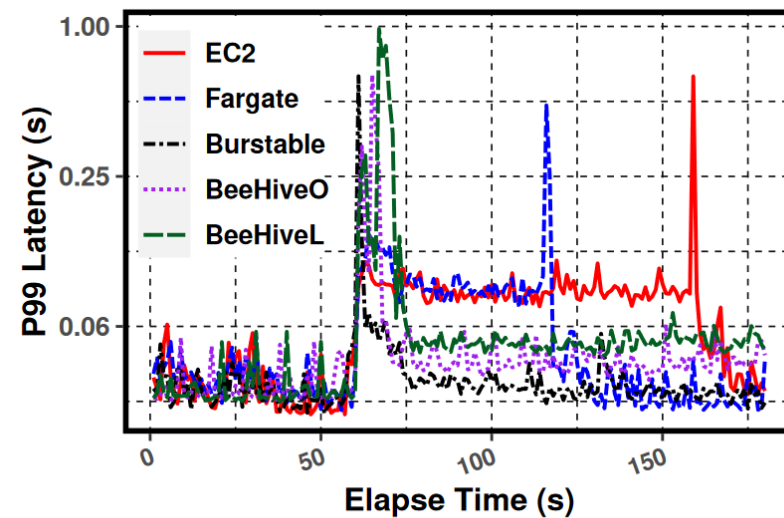 1.00
0.25
0.06
P99 Latency (s)
EC2
Fargate
Burstable
BeeHiveO
BeeHiveL
0
50
100
150
Elapse Time (s)